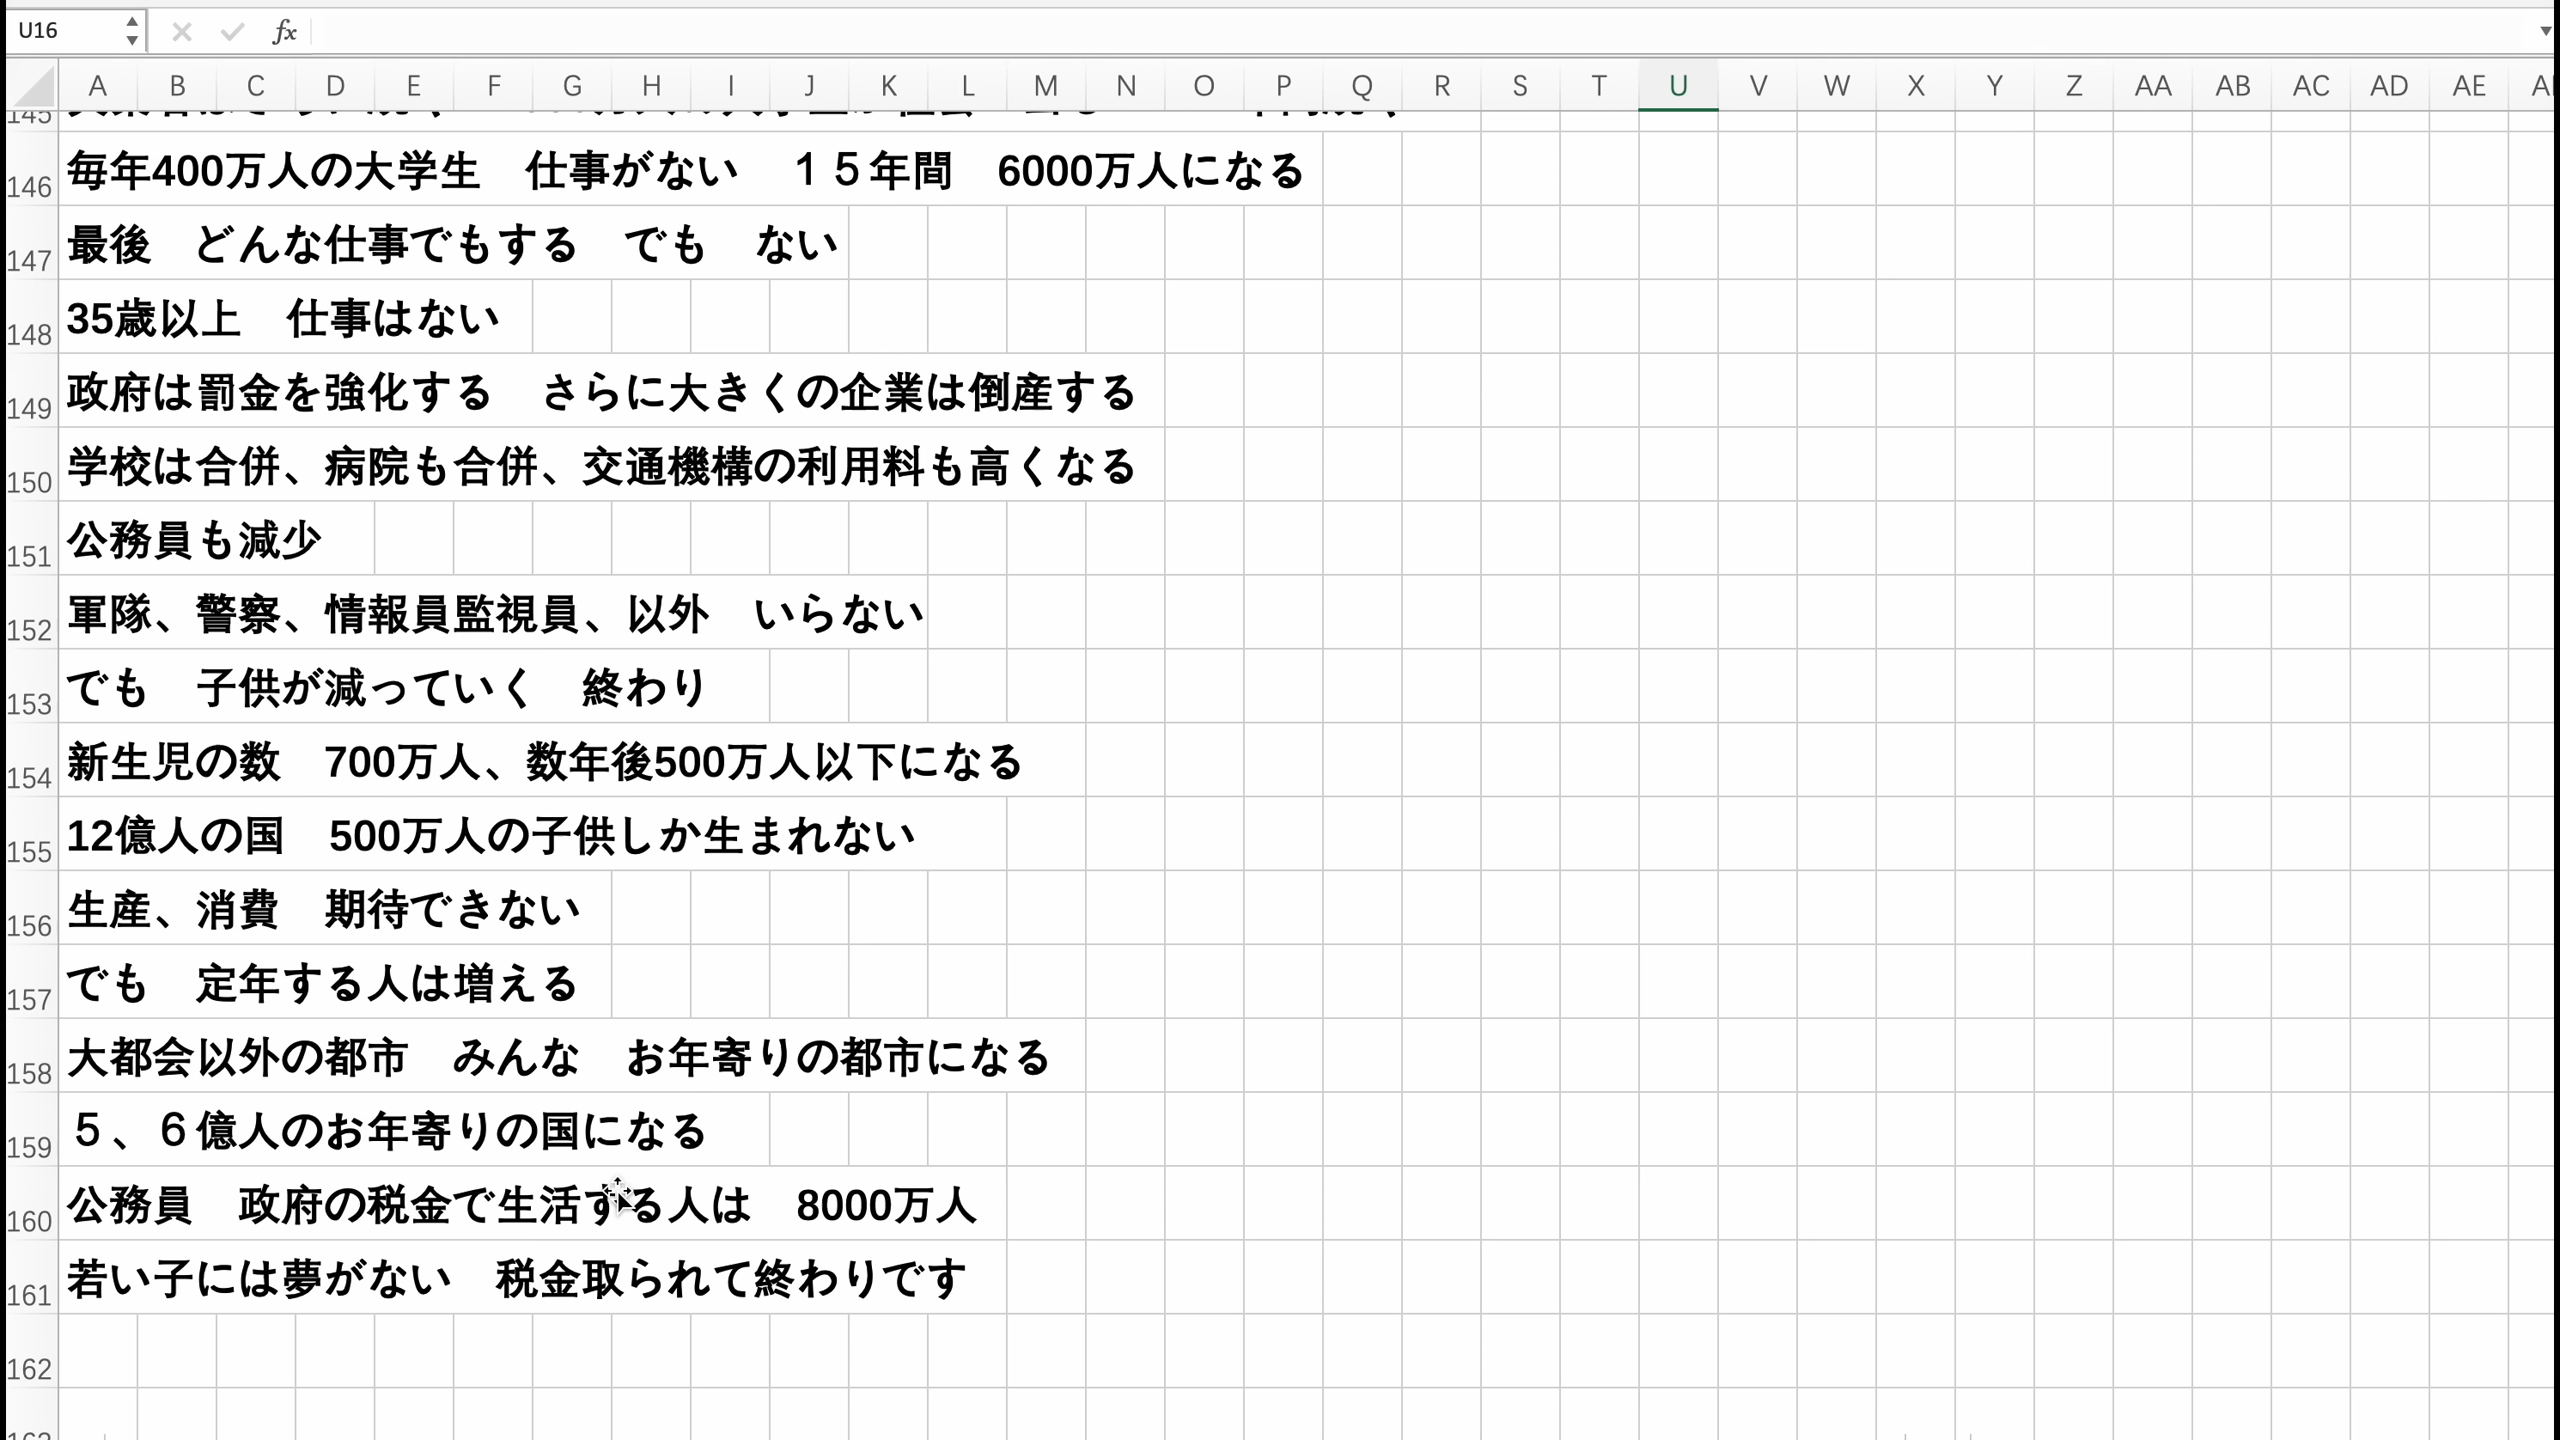 U16
fx
A B C D E F G H I J K L M N O P Q R S T U V W X Y Z AA AB AC AD AE
145
146 毎年400万人の大学生　仕事がない　１５年間　6000万人になる
147 最後　どんな仕事でもする　でも　ない
148 35歳以上　仕事はない
149 政府は罰金を強化する　さらに大きくの企業は倒産する
150 学校は合併、病院も合併、交通機構の利用料も高くなる
151 公務員も減少
152 軍隊、警察、情報員監視員、以外　いらない
153 でも　子供が減っていく　終わり
154 新生児の数　700万人、数年後500万人以下になる
155 12億人の国　500万人の子供しか生まれない
156 生産、消費　期待できない
157 でも　定年する人は増える
158 大都会以外の都市　みんな　お年寄りの都市になる
159 ５、６億人のお年寄りの国になる
160 公務員　政府の税金で生活する人は　8000万人
161 若い子には夢がない　税金取られて終わりです
162